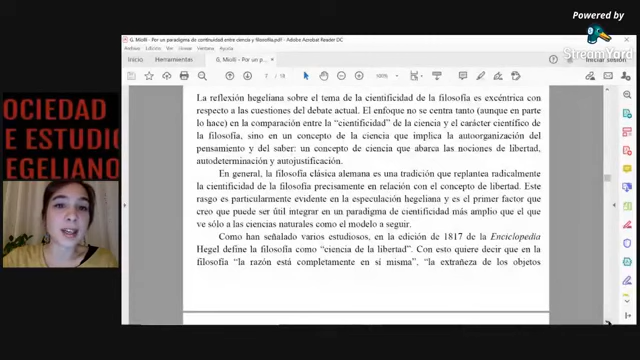 Powered by
StreamYard
G. Miolli - Por un paradigma de continuidad entre ciencia y filosofía.pdf - Adobe Acrobat Reader DC
Archivo Edición Ver Firmar Ventana Ayuda
Inicio Herramientas G. Miolli - Por un p... × Iniciar sesión
7 / 18
OCIEDAD
E ESTUDIO
EGELIANO
La reflexión hegeliana sobre el tema de la cientificidad de la filosofía es excéntrica con
respecto a las cuestiones del debate actual. El enfoque no se centra tanto (aunque en parte
lo hace) en la comparación entre la “cientificidad” de la ciencia y el carácter científico de
la filosofía, sino en un concepto de la ciencia que implica la autoorganización del
pensamiento y del saber: un concepto de ciencia que abarca las nociones de libertad,
autodeterminación y autojustificación.
En general, la filosofía clásica alemana es una tradición que replantea radicalmente
la cientificidad de la filosofía precisamente en relación con el concepto de libertad. Este
rasgo es particularmente evidente en la especulación hegeliana y es el primer factor que
creo que puede ser útil integrar en un paradigma de cientificidad más amplio que el que
ve sólo a las ciencias naturales como el modelo a seguir.
Como han señalado varios estudiosos, en la edición de 1817 de la Enciclopedia
Hegel define la filosofía como “ciencia de la libertad”. Con esto quiere decir que en la
filosofía “la razón está completamente en sí misma”, “la extrañeza de los objetos